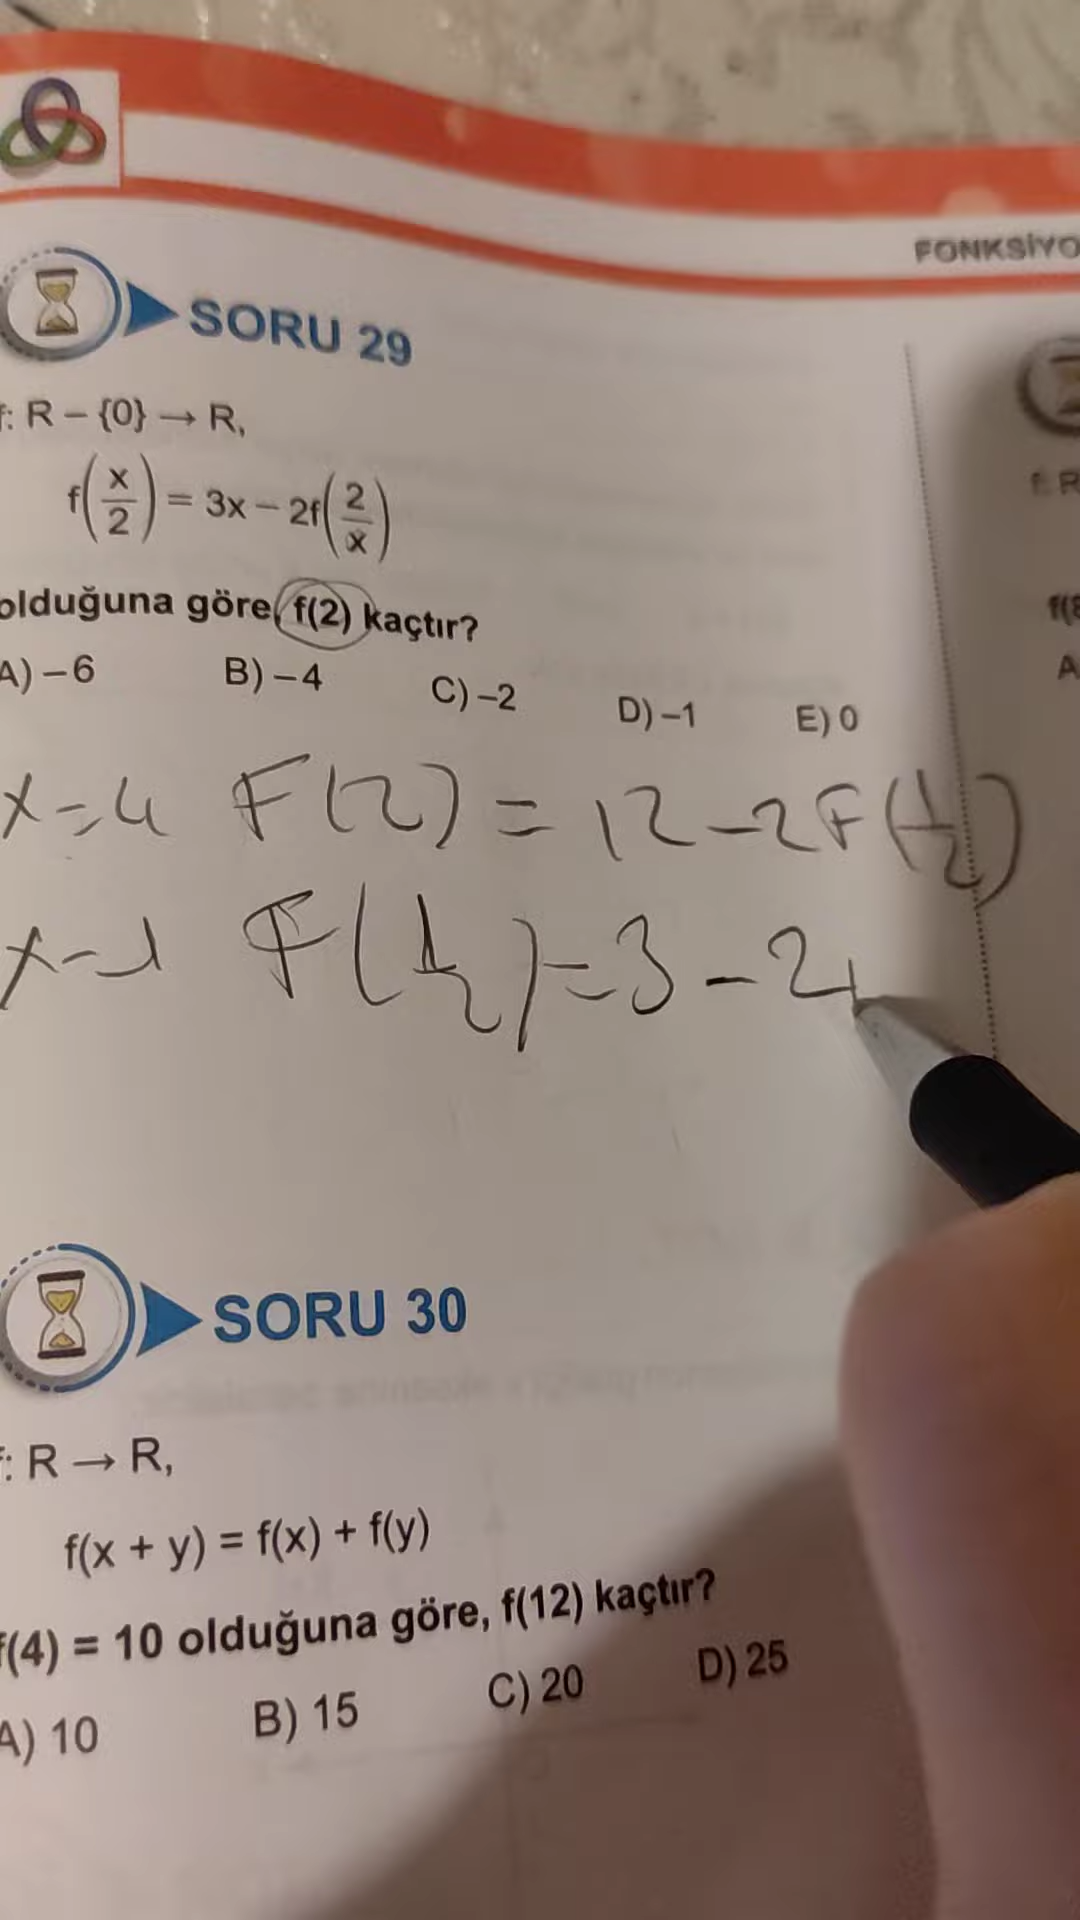 FONKSİYO
SORU 29
f: R – {0} → R,
f(x/2) = 3x – 2f(2/x)
olduğuna göre, f(2) kaçtır?
A) –6 B) –4 C) –2 D) –1 E) 0
x=4 F(2) = 12 – 2F(1/2)
x–1 F(1/2) = 3 – 2
f: R
f(8
A
SORU 30
f: R → R,
f(x + y) = f(x) + f(y)
f(4) = 10 olduğuna göre, f(12) kaçtır?
A) 10 B) 15 C) 20 D) 25